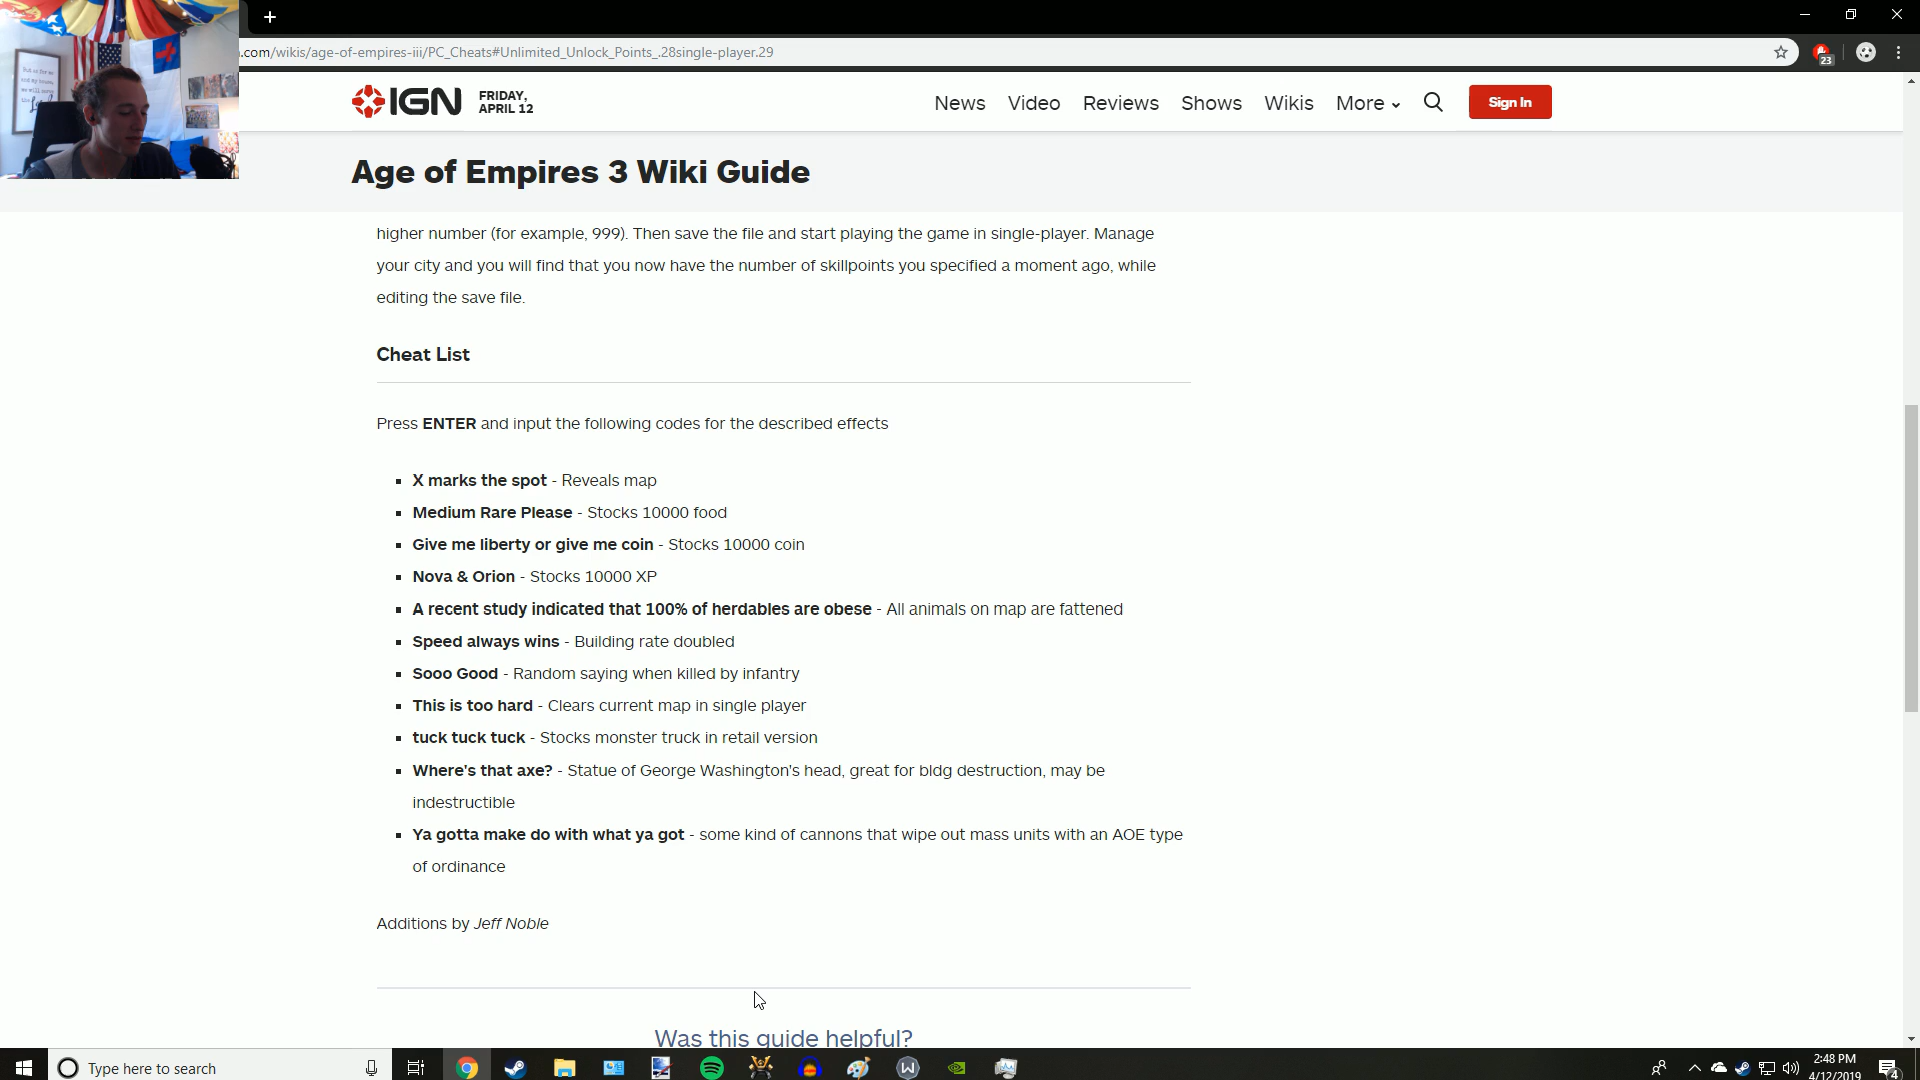 .com/wikis/age-of-empires-iii/PC_Cheats#Unlimited_Unlock_Points_.28single-player.29
23
IGN
FRIDAY,
APRIL 12
News
Video
Reviews
Shows
Wikis
More
Sign In
Age of Empires 3 Wiki Guide
higher number (for example, 999). Then save the file and start playing the game in single-player. Manage
your city and you will find that you now have the number of skillpoints you specified a moment ago, while
editing the save file.
Cheat List
Press ENTER and input the following codes for the described effects
X marks the spot - Reveals map
Medium Rare Please - Stocks 10000 food
Give me liberty or give me coin - Stocks 10000 coin
Nova & Orion - Stocks 10000 XP
A recent study indicated that 100% of herdables are obese - All animals on map are fattened
Speed always wins - Building rate doubled
Sooo Good - Random saying when killed by infantry
This is too hard - Clears current map in single player
tuck tuck tuck - Stocks monster truck in retail version
Where's that axe? - Statue of George Washington's head, great for bldg destruction, may be
indestructible
Ya gotta make do with what ya got - some kind of cannons that wipe out mass units with an AOE type
of ordinance
Additions by Jeff Noble
Was this guide helpful?
Type here to search
2:48 PM
4/12/2019
4